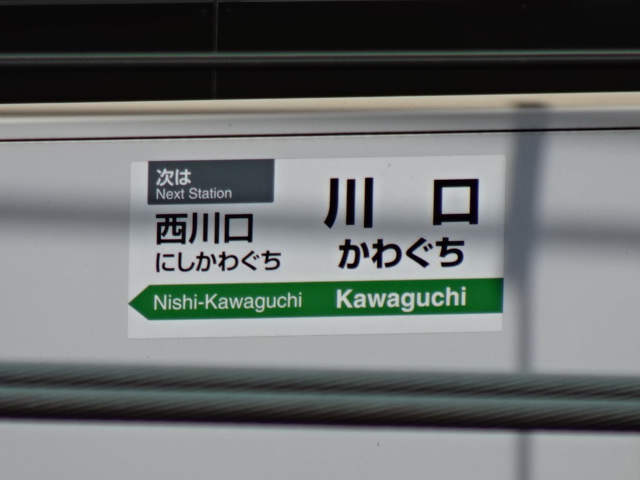 次は
Next Station
西川口
にしかわぐち
Nishi-Kawaguchi
川口
かわぐち
Kawaguchi